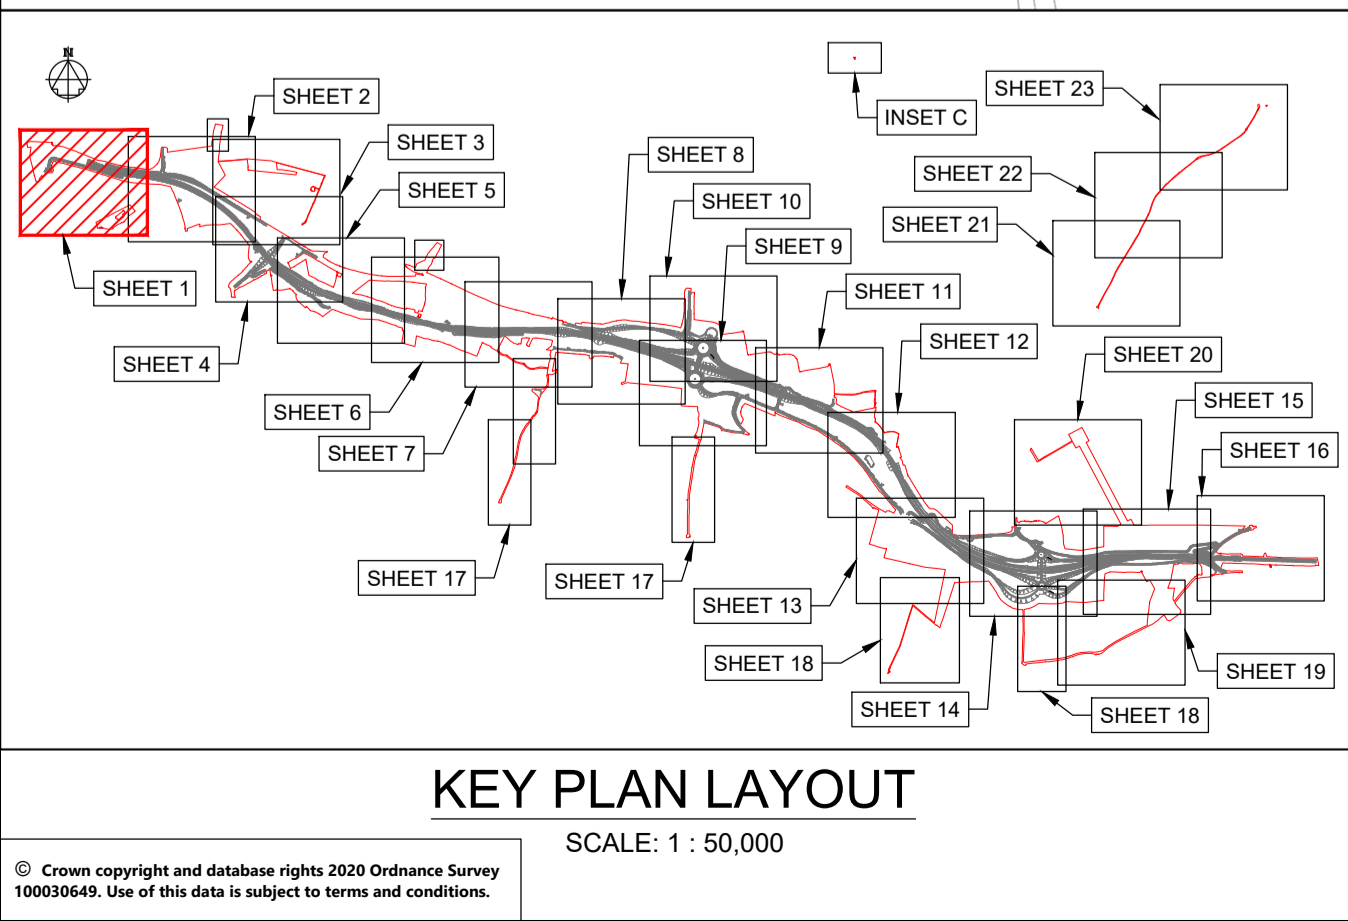 N
SHEET 2
SHEET 3
SHEET 5
SHEET 8
SHEET 10
SHEET 9
INSET C
SHEET 23
SHEET 22
SHEET 21
SHEET 1
SHEET 4
SHEET 6
SHEET 7
SHEET 11
SHEET 12
SHEET 20
SHEET 15
SHEET 16
SHEET 17
SHEET 17
SHEET 13
SHEET 18
SHEET 14
SHEET 19
SHEET 18
KEY PLAN LAYOUT
SCALE: 1 : 50,000
© Crown copyright and database rights 2020 Ordnance Survey
100030649. Use of this data is subject to terms and conditions.